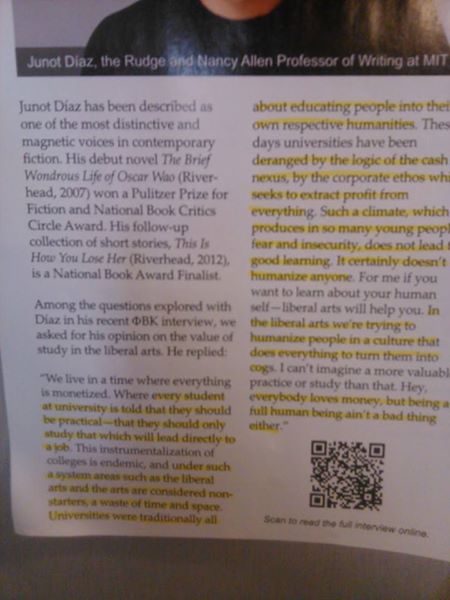 Junot Díaz, the Rudge and Nancy Allen Professor of Writing at MIT
Junot Díaz has been described as
one of the most distinctive and
magnetic voices in contemporary
fiction. His debut novel The Brief
Wondrous Life of Oscar Wao (River-
head, 2007) won a Pulitzer Prize for
Fiction and National Book Critics
Circle Award. His follow-up
collection of short stories, This Is
How You Lose Her (Riverhead, 2012),
is a National Book Award Finalist.
Among the questions explored with
Díaz in his recent ΦBK interview, we
asked for his opinion on the value of
study in the liberal arts. He replied:
"We live in a time where everything
is monetized. Where every student
at university is told that they should
be practical—that they should only
study that which will lead directly to
a job. This instrumentalization of
colleges is endemic, and under such
a system areas such as the liberal
arts and the arts are considered non-
starters, a waste of time and space.
Universities were traditionally all
about educating people into thei
own respective humanities. Thes
days universities have been
deranged by the logic of the cash
nexus, by the corporate ethos wh
seeks to extract profit from
everything. Such a climate, which
produces in so many young peopl
fear and insecurity, does not lead t
good learning. It certainly doesn't
humanize anyone. For me if you
want to learn about your human
self—liberal arts will help you. In
the liberal arts we're trying to
humanize people in a culture that
does everything to turn them into
cogs. I can't imagine a more valuabl
practice or study than that. Hey,
everybody loves money, but being a
full human being ain't a bad thing
either."
Scan to read the full interview online.